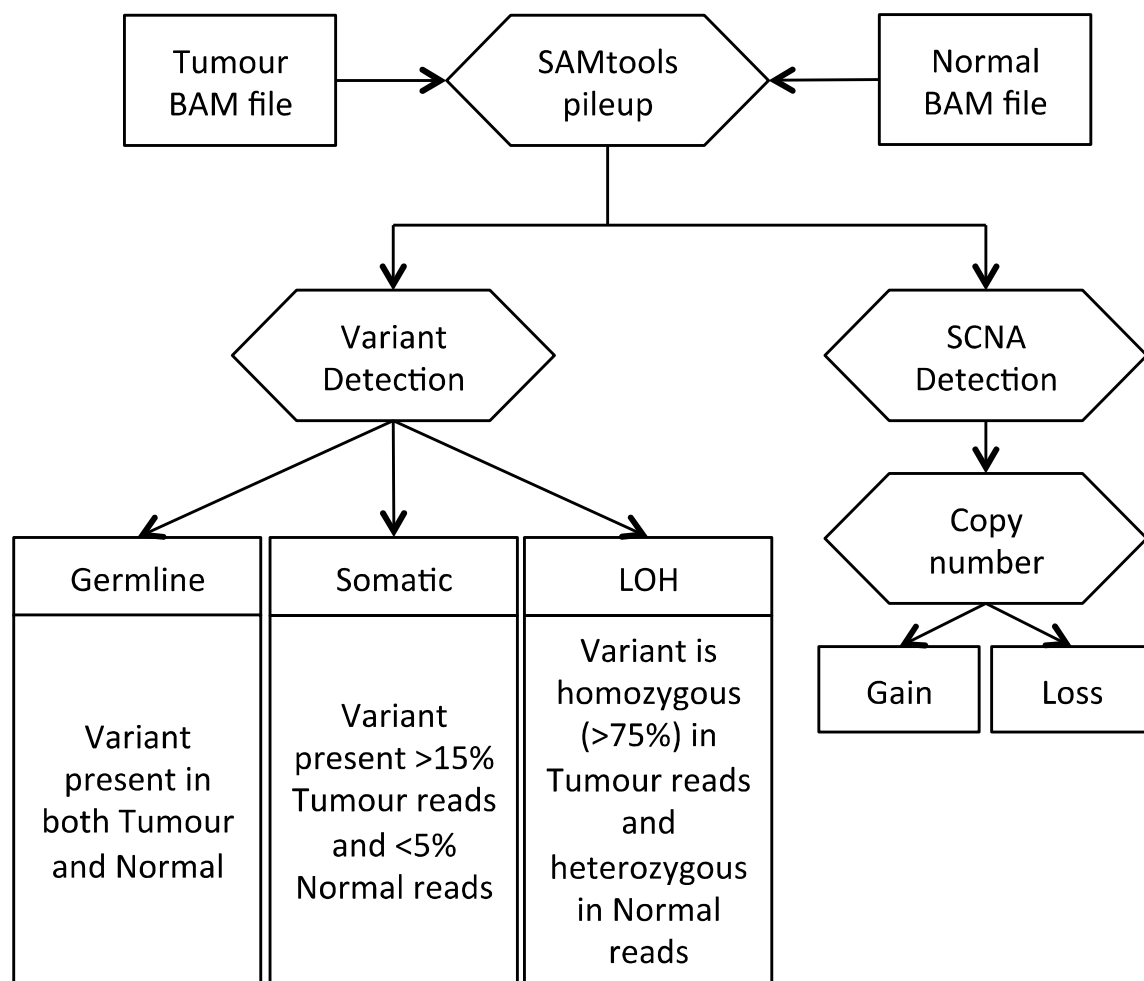 Tumour
BAM file
SAMtools
pileup
Normal
BAM file
Variant
Detection
SCNA
Detection
Copy
number
Germline
Somatic
LOH
Gain
Loss
Variant
present in
both Tumour
and Normal
Variant
present >15%
Tumour reads
and <5%
Normal reads
Variant is
homozygous
(>75%) in
Tumour reads
and
heterozygous
in Normal
reads